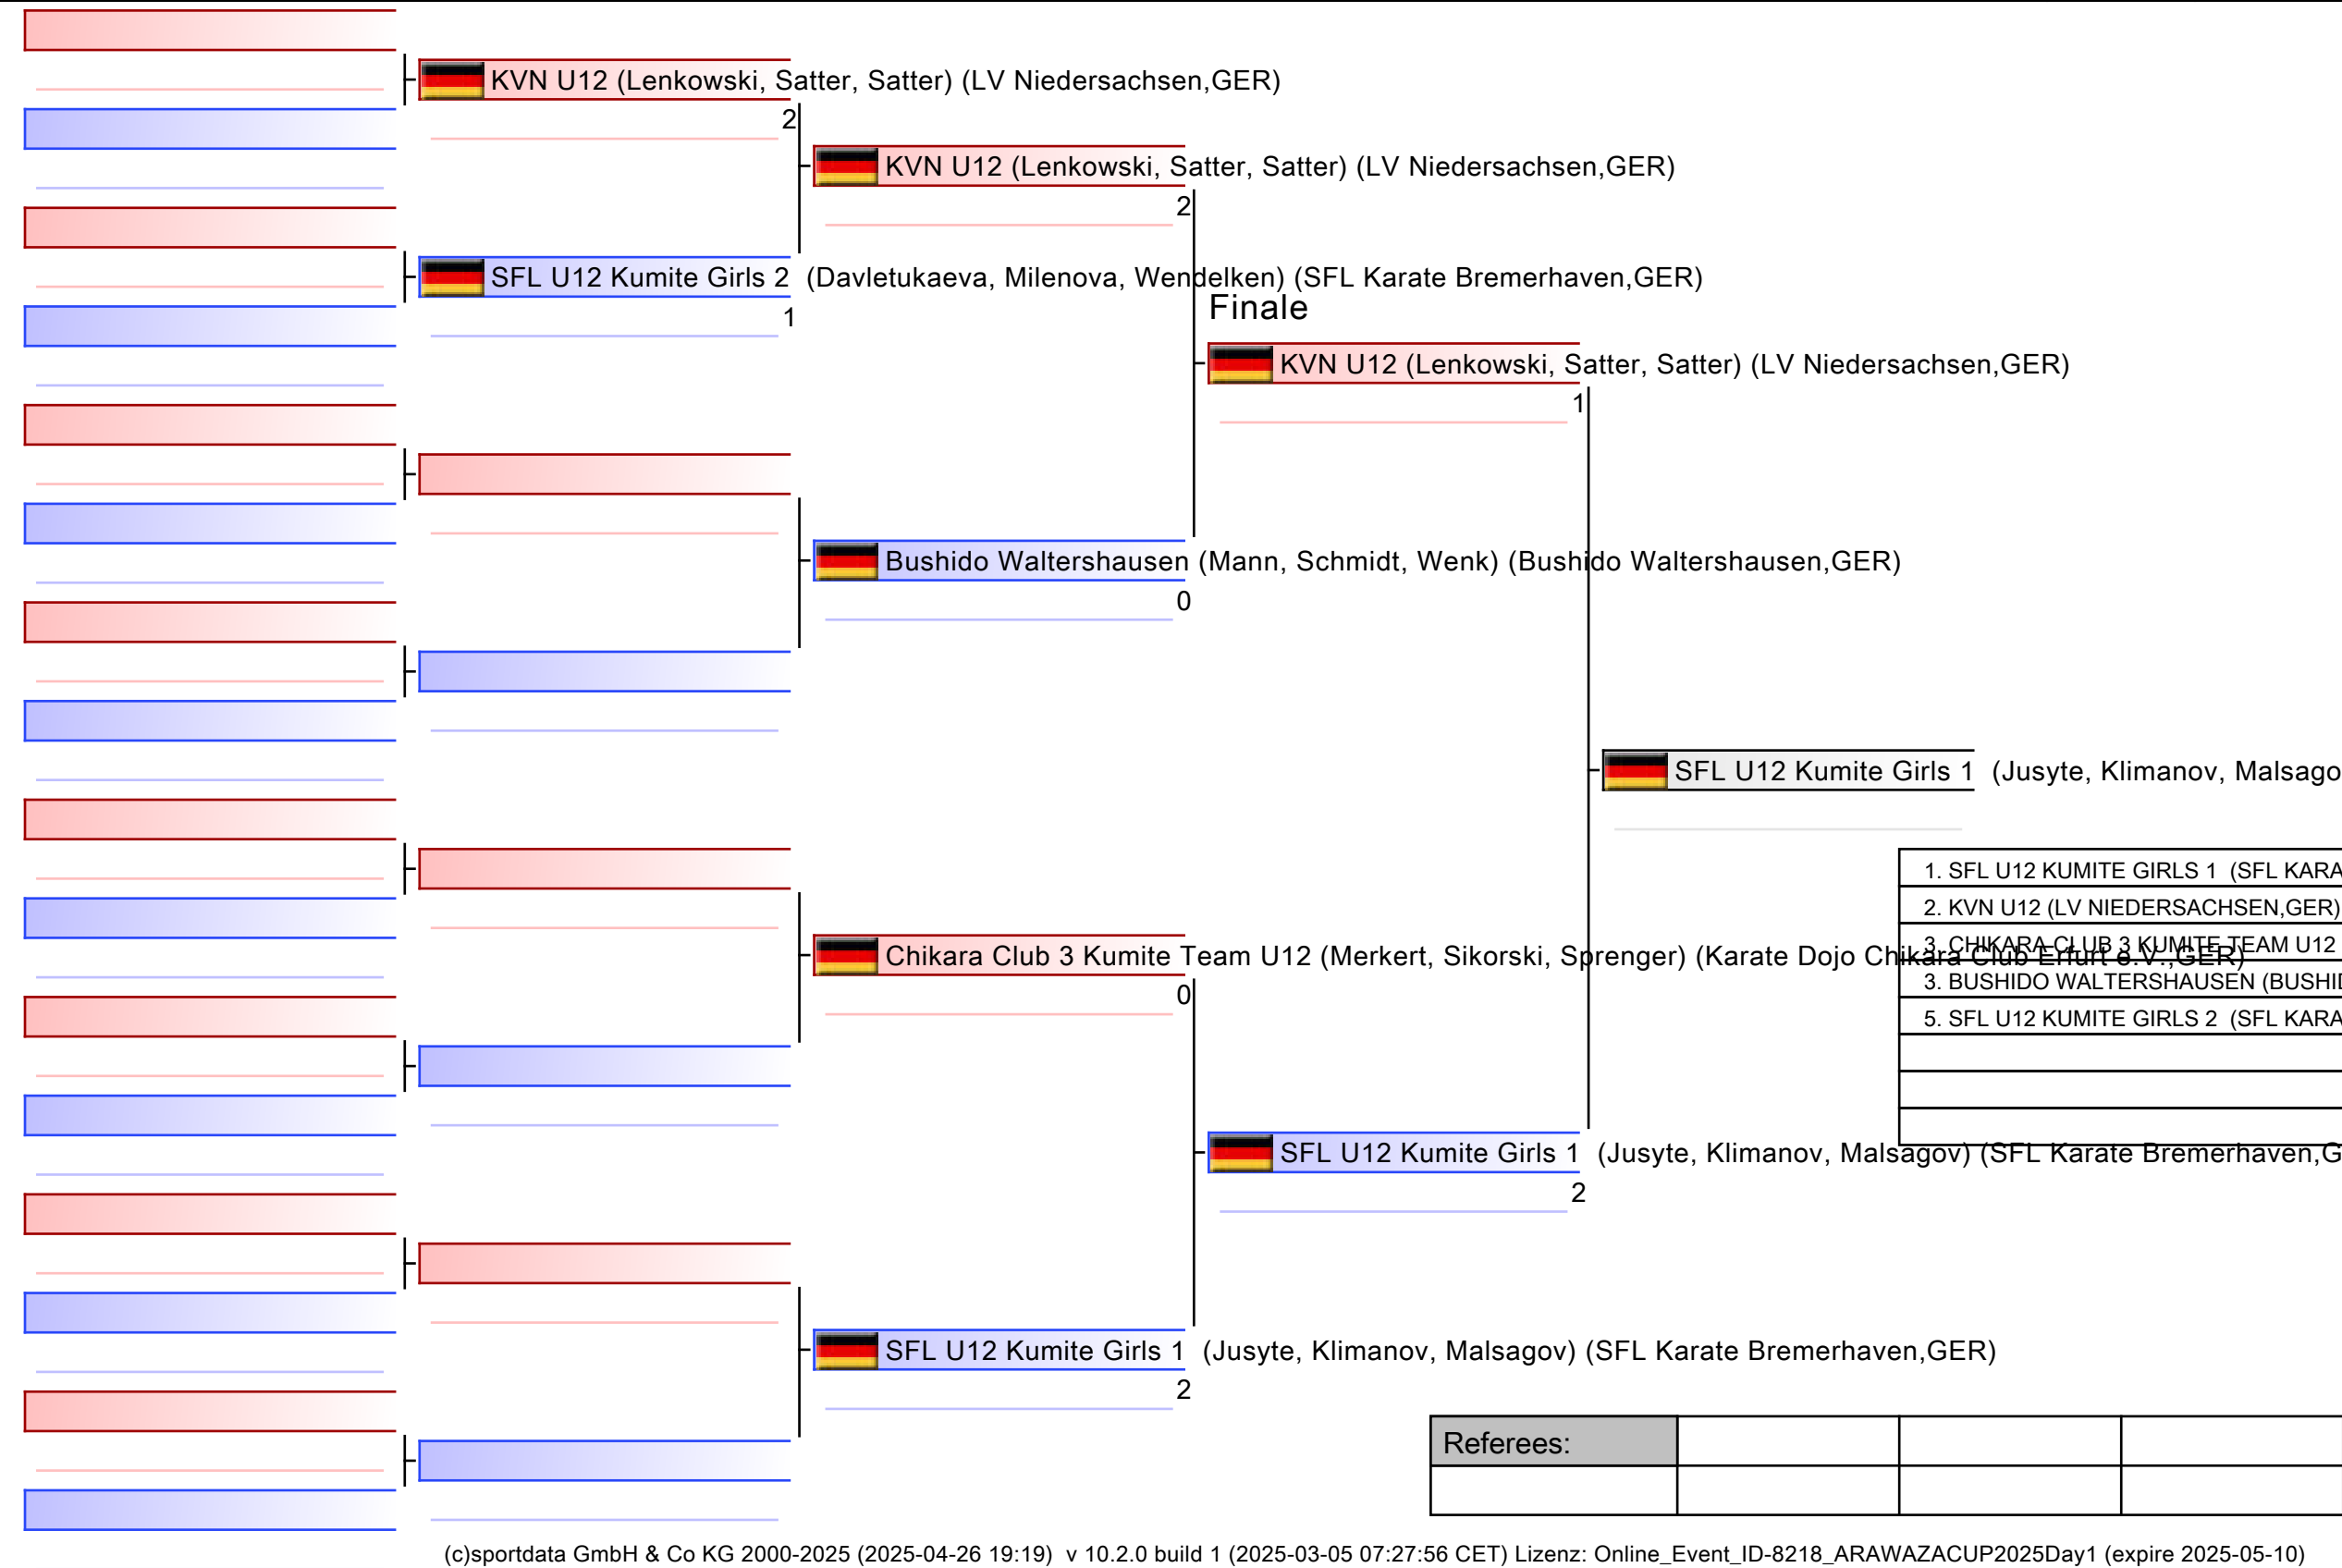 KVN U12 (Lenkowski, Satter, Satter) (LV Niedersachsen,GER)
2
KVN U12 (Lenkowski, Satter, Satter) (LV Niedersachsen,GER)
2
SFL U12 Kumite Girls 2 (Davletukaeva, Milenova, Wendelken) (SFL Karate Bremerhaven,GER)
1
Finale
KVN U12 (Lenkowski, Satter, Satter) (LV Niedersachsen,GER)
1
Bushido Waltershausen (Mann, Schmidt, Wenk) (Bushido Waltershausen,GER)
0
SFL U12 Kumite Girls 1 (Jusyte, Klimanov, Malsago
1. SFL U12 KUMITE GIRLS 1 (SFL KARA
2. KVN U12 (LV NIEDERSACHSEN,GER)
3. CHIKARA CLUB 3 KUMITE TEAM U12
Chikara Club 3 Kumite Team U12 (Merkert, Sikorski, Sprenger) (Karate Dojo Chikara Club Erfurt e.V.,GER)
0
3. BUSHIDO WALTERSHAUSEN (BUSHID
5. SFL U12 KUMITE GIRLS 2 (SFL KARA
SFL U12 Kumite Girls 1 (Jusyte, Klimanov, Malsagov) (SFL Karate Bremerhaven,G
2
SFL U12 Kumite Girls 1 (Jusyte, Klimanov, Malsagov) (SFL Karate Bremerhaven,GER)
2
Referees:
(c)sportdata GmbH & Co KG 2000-2025 (2025-04-26 19:19) v 10.2.0 build 1 (2025-03-05 07:27:56 CET) Lizenz: Online_Event_ID-8218_ARAWAZACUP2025Day1 (expire 2025-05-10)